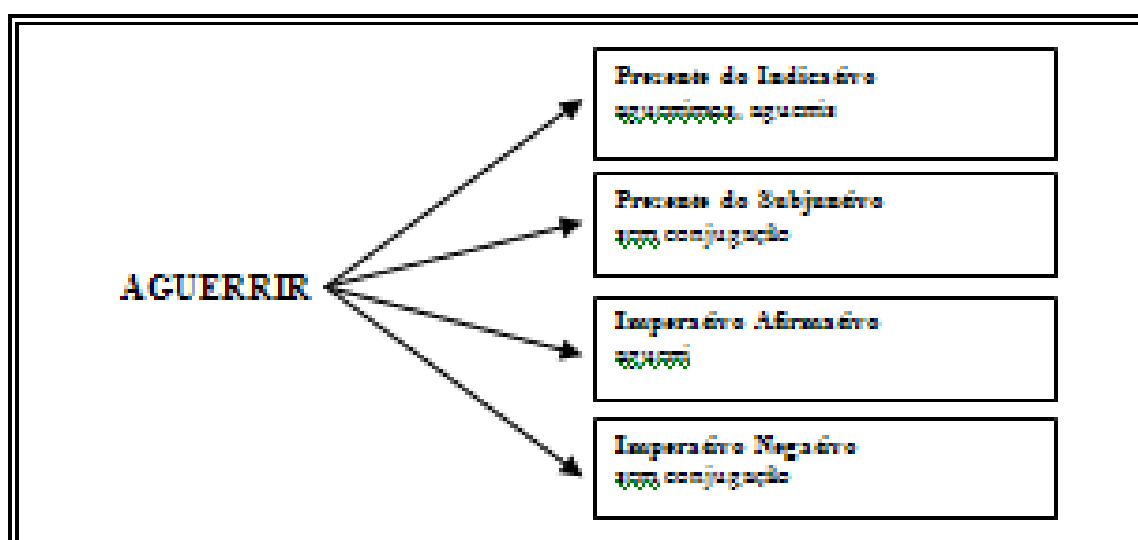 Presente do Indicativo
aguerrimos, aguerris
Presente do Subjuntivo
sem conjugação
AGUERRIR
Imperativo Afirmativo
aguerri
Imperativo Negativo
sem conjugação